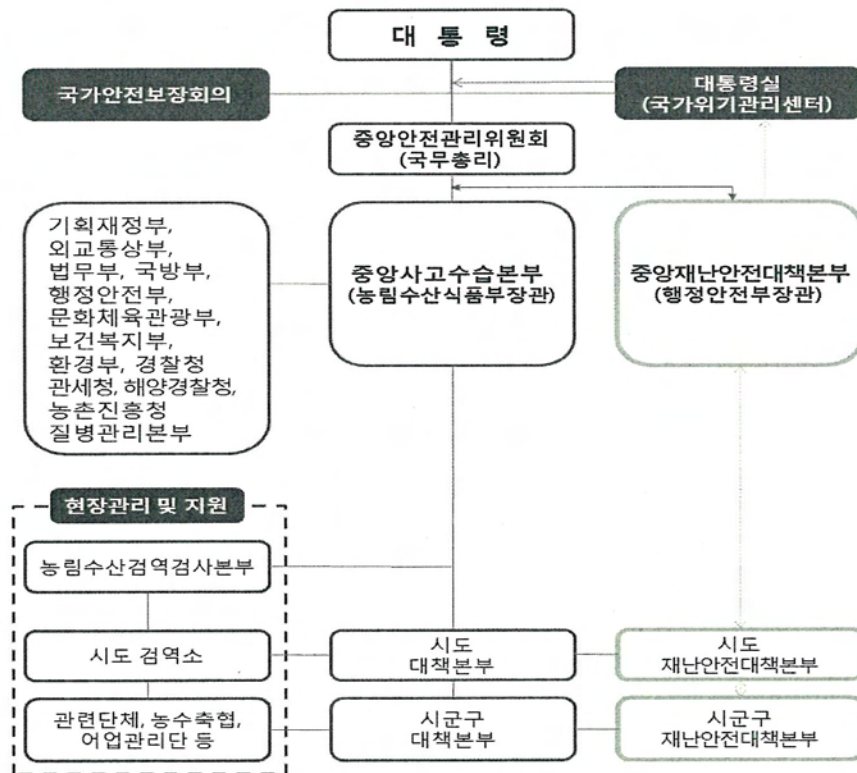 대 통 령
국가안전보장회의
대통령실
(국가위기관리센터)
중앙안전관리위원회
(국무총리)
기획재정부,
외교통상부,
법무부, 국방부,
행정안전부,
문화체육관광부,
보건복지부,
환경부, 경찰청
관세청, 해양경찰청,
농촌진흥청
질병관리본부
중앙사고수습본부
(농림수산식품부장관)
중앙재난안전대책본부
(행정안전부장관)
현장관리 및 지원
농림수산검역검사본부
시도 검역소
시도
대책본부
시도
재난안전대책본부
관련단체, 농수축협,
어업관리단 등
시군구
대책본부
시군구
재난안전대책본부